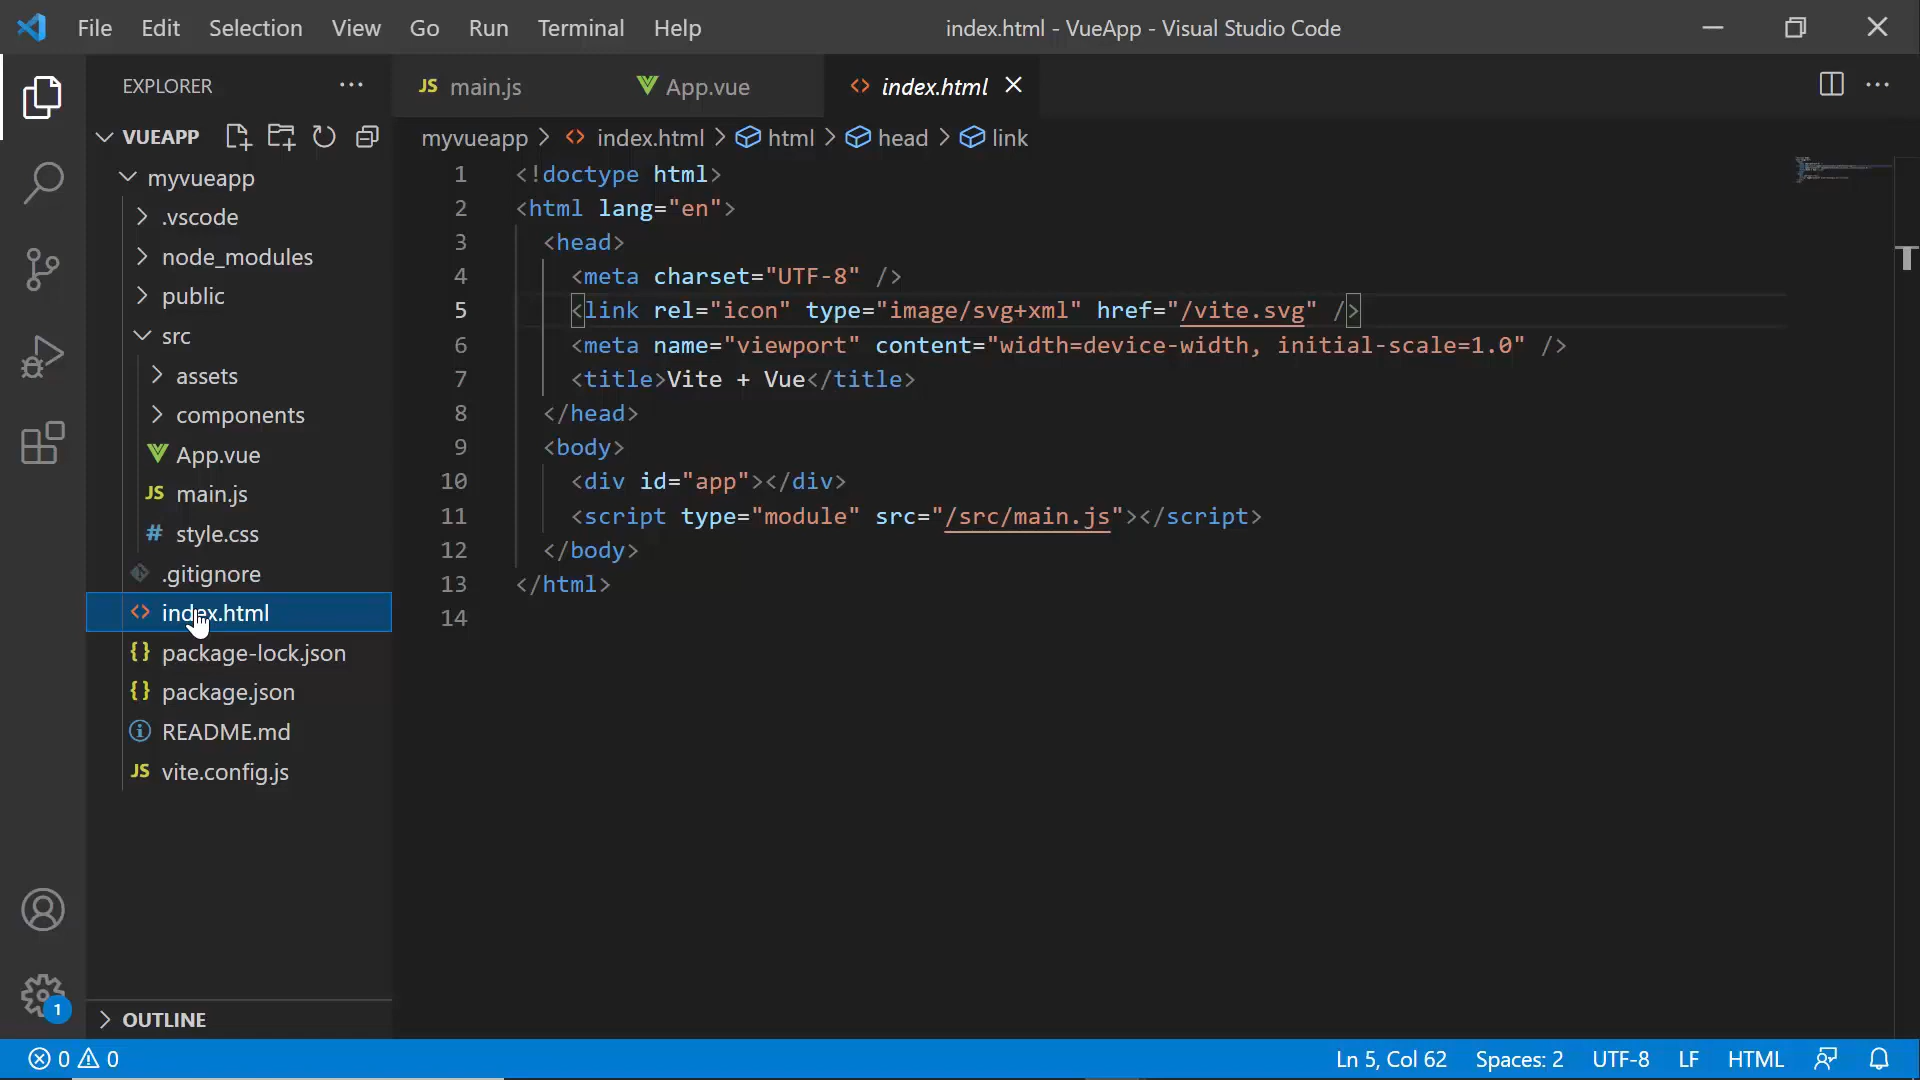 File Edit Selection View Go Run Terminal Help index.html - VueApp - Visual Studio Code
EXPLORER ···
VUEAPP
myvueapp
.vscode
node_modules
public
src
assets
components
App.vue
JS main.js
# style.css
.gitignore
<> index.html
{} package-lock.json
{} package.json
README.md
JS vite.config.js
OUTLINE
1
JS main.js App.vue <> index.html
myvueapp > <> index.html > html > head > link
1 <!doctype html>
2 <html lang="en">
3 <head>
4 <meta charset="UTF-8" />
5 <link rel="icon" type="image/svg+xml" href="/vite.svg" />
6 <meta name="viewport" content="width=device-width, initial-scale=1.0" />
7 <title>Vite + Vue</title>
8 </head>
9 <body>
10 <div id="app"></div>
11 <script type="module" src="/src/main.js"></script>
12 </body>
13 </html>
14
0 0 Ln 5, Col 62 Spaces: 2 UTF-8 LF HTML